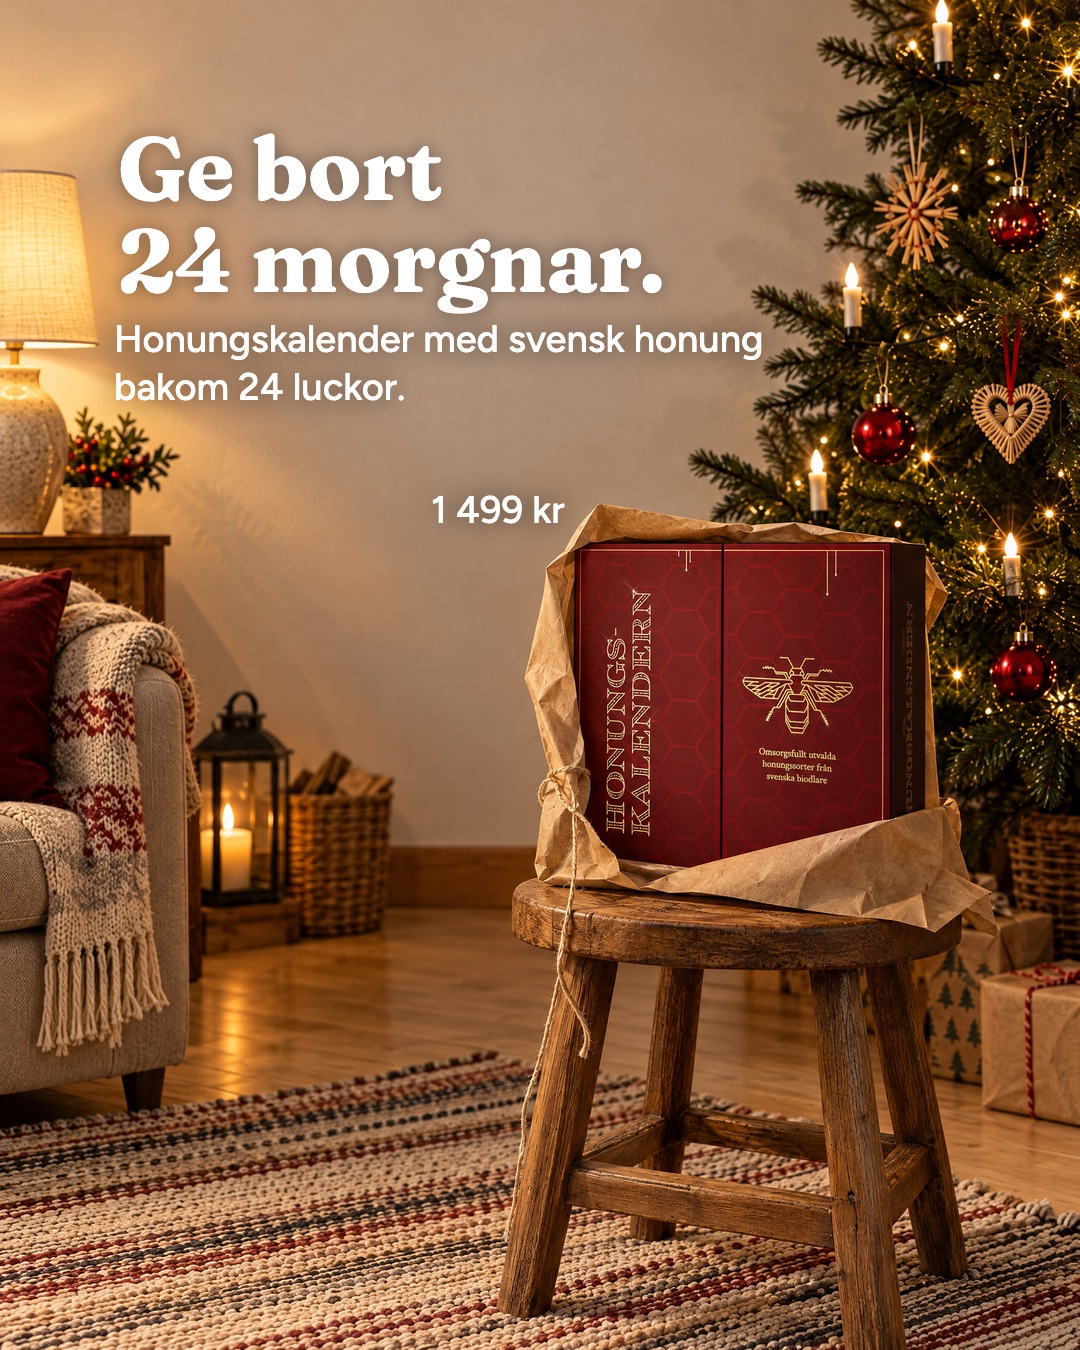 Ge bort
24 morgnar.
Honungskalender med svensk honung
bakom 24 luckor.
1 499 kr
HONUNGS-
KALENDERN
Omsorgsfullt utvalda
honungssorter från
svenska biodlare
HONUNGSKALENDERN